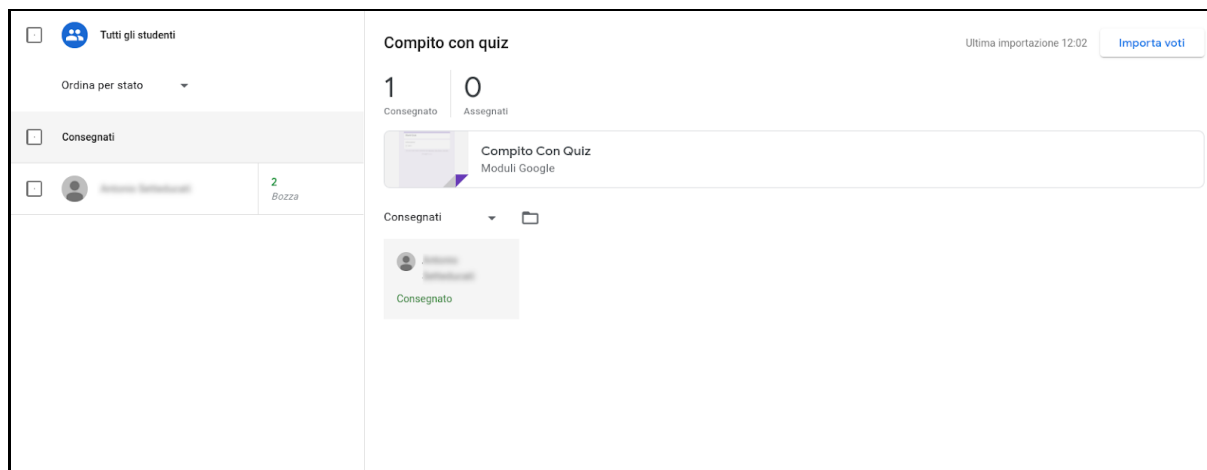 Tutti gli studenti
Ordina per stato
Consegnati
2
Bozza
Compito con quiz
Ultima importazione 12:02
Importa voti
1
Consegnato
0
Assegnati
Compito Con Quiz
Moduli Google
Consegnati
Consegnato